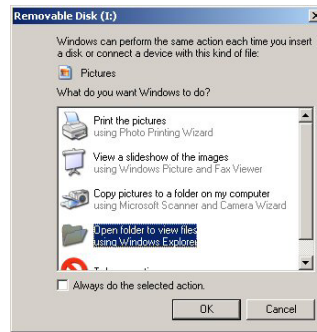 Removable Disk (I:)
Windows can perform the same action each time you insert
a disk or connect a device with this kind of file:
Pictures
What do you want Windows to do?
Print the pictures
using Photo Printing Wizard
View a slideshow of the images
using Windows Picture and Fax Viewer
Copy pictures to a folder on my computer
using Microsoft Scanner and Camera Wizard
Open folder to view files
using Windows Explorer
Always do the selected action.
OK
Cancel